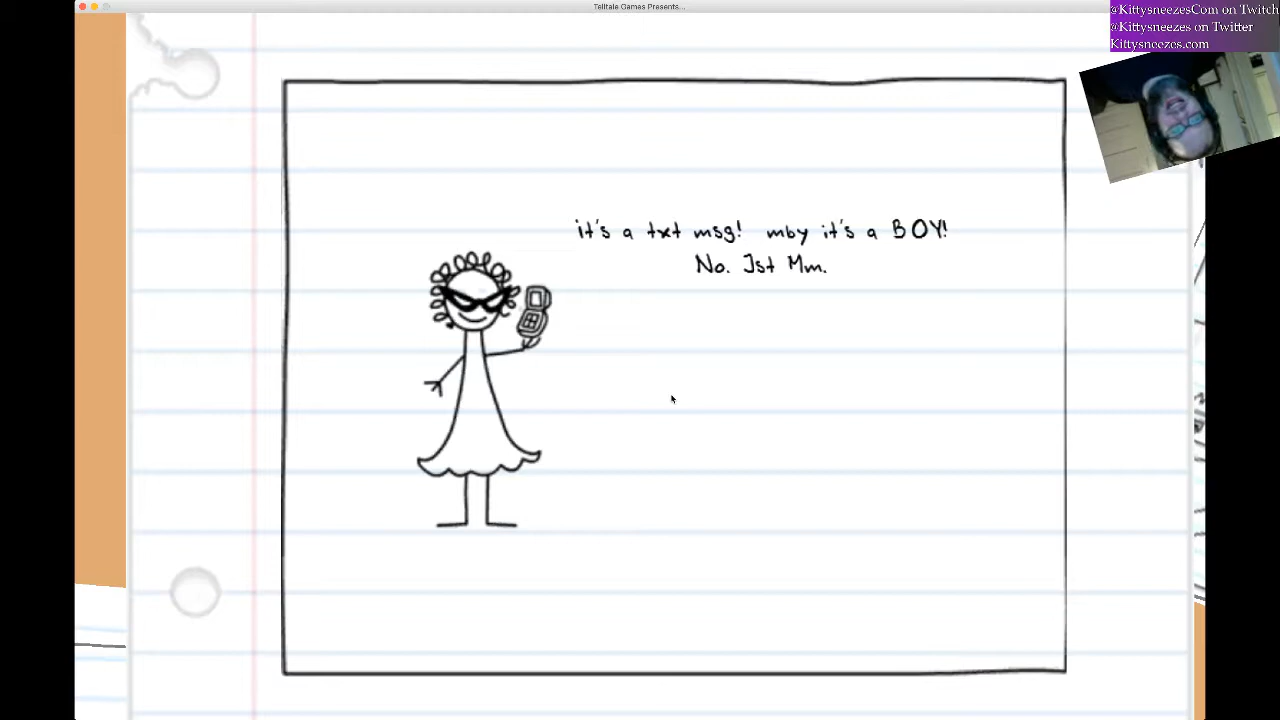 Telltale Games Presents...
@KittysneezesCom on Twitch
@Kittysneezes on Twitter
Kittysneezes.com
it's a txt msg! mby it's a BOY!
No. Jst Mm.